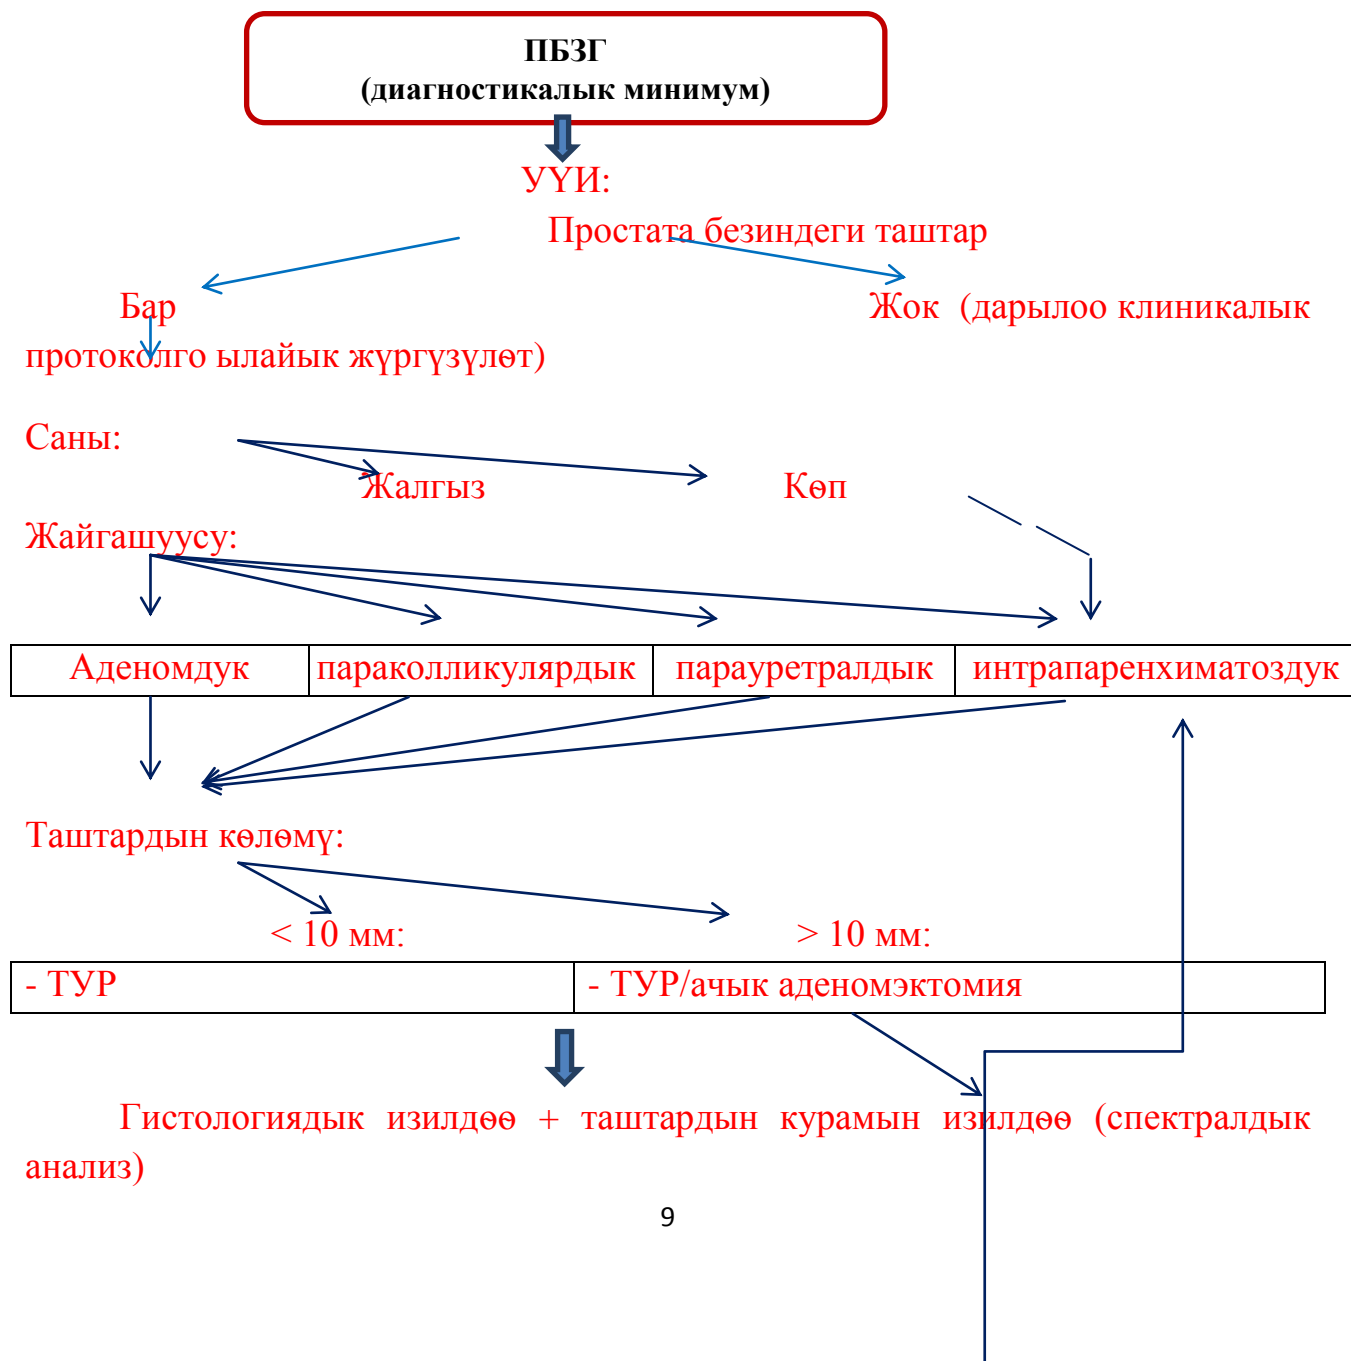 ПБЗГ
(диагностикалык минимум)
УҮИ:
Простата безиндеги таштар
Бар Жок (дарылоо клиникалык
протоколго ылайык жүргүзүлөт)
Саны:
Жалгыз Көп
Жайгашуусу:
Аденомдук параколликулярдык парауретралдык интрапаренхиматоздук
Таштардын көлөмү:
< 10 мм: > 10 мм:
- ТУР - ТУР/ачык аденомэктомия
Гистологиядык изилдөө + таштардын курамын изилдөө (спектралдык
анализ)
9